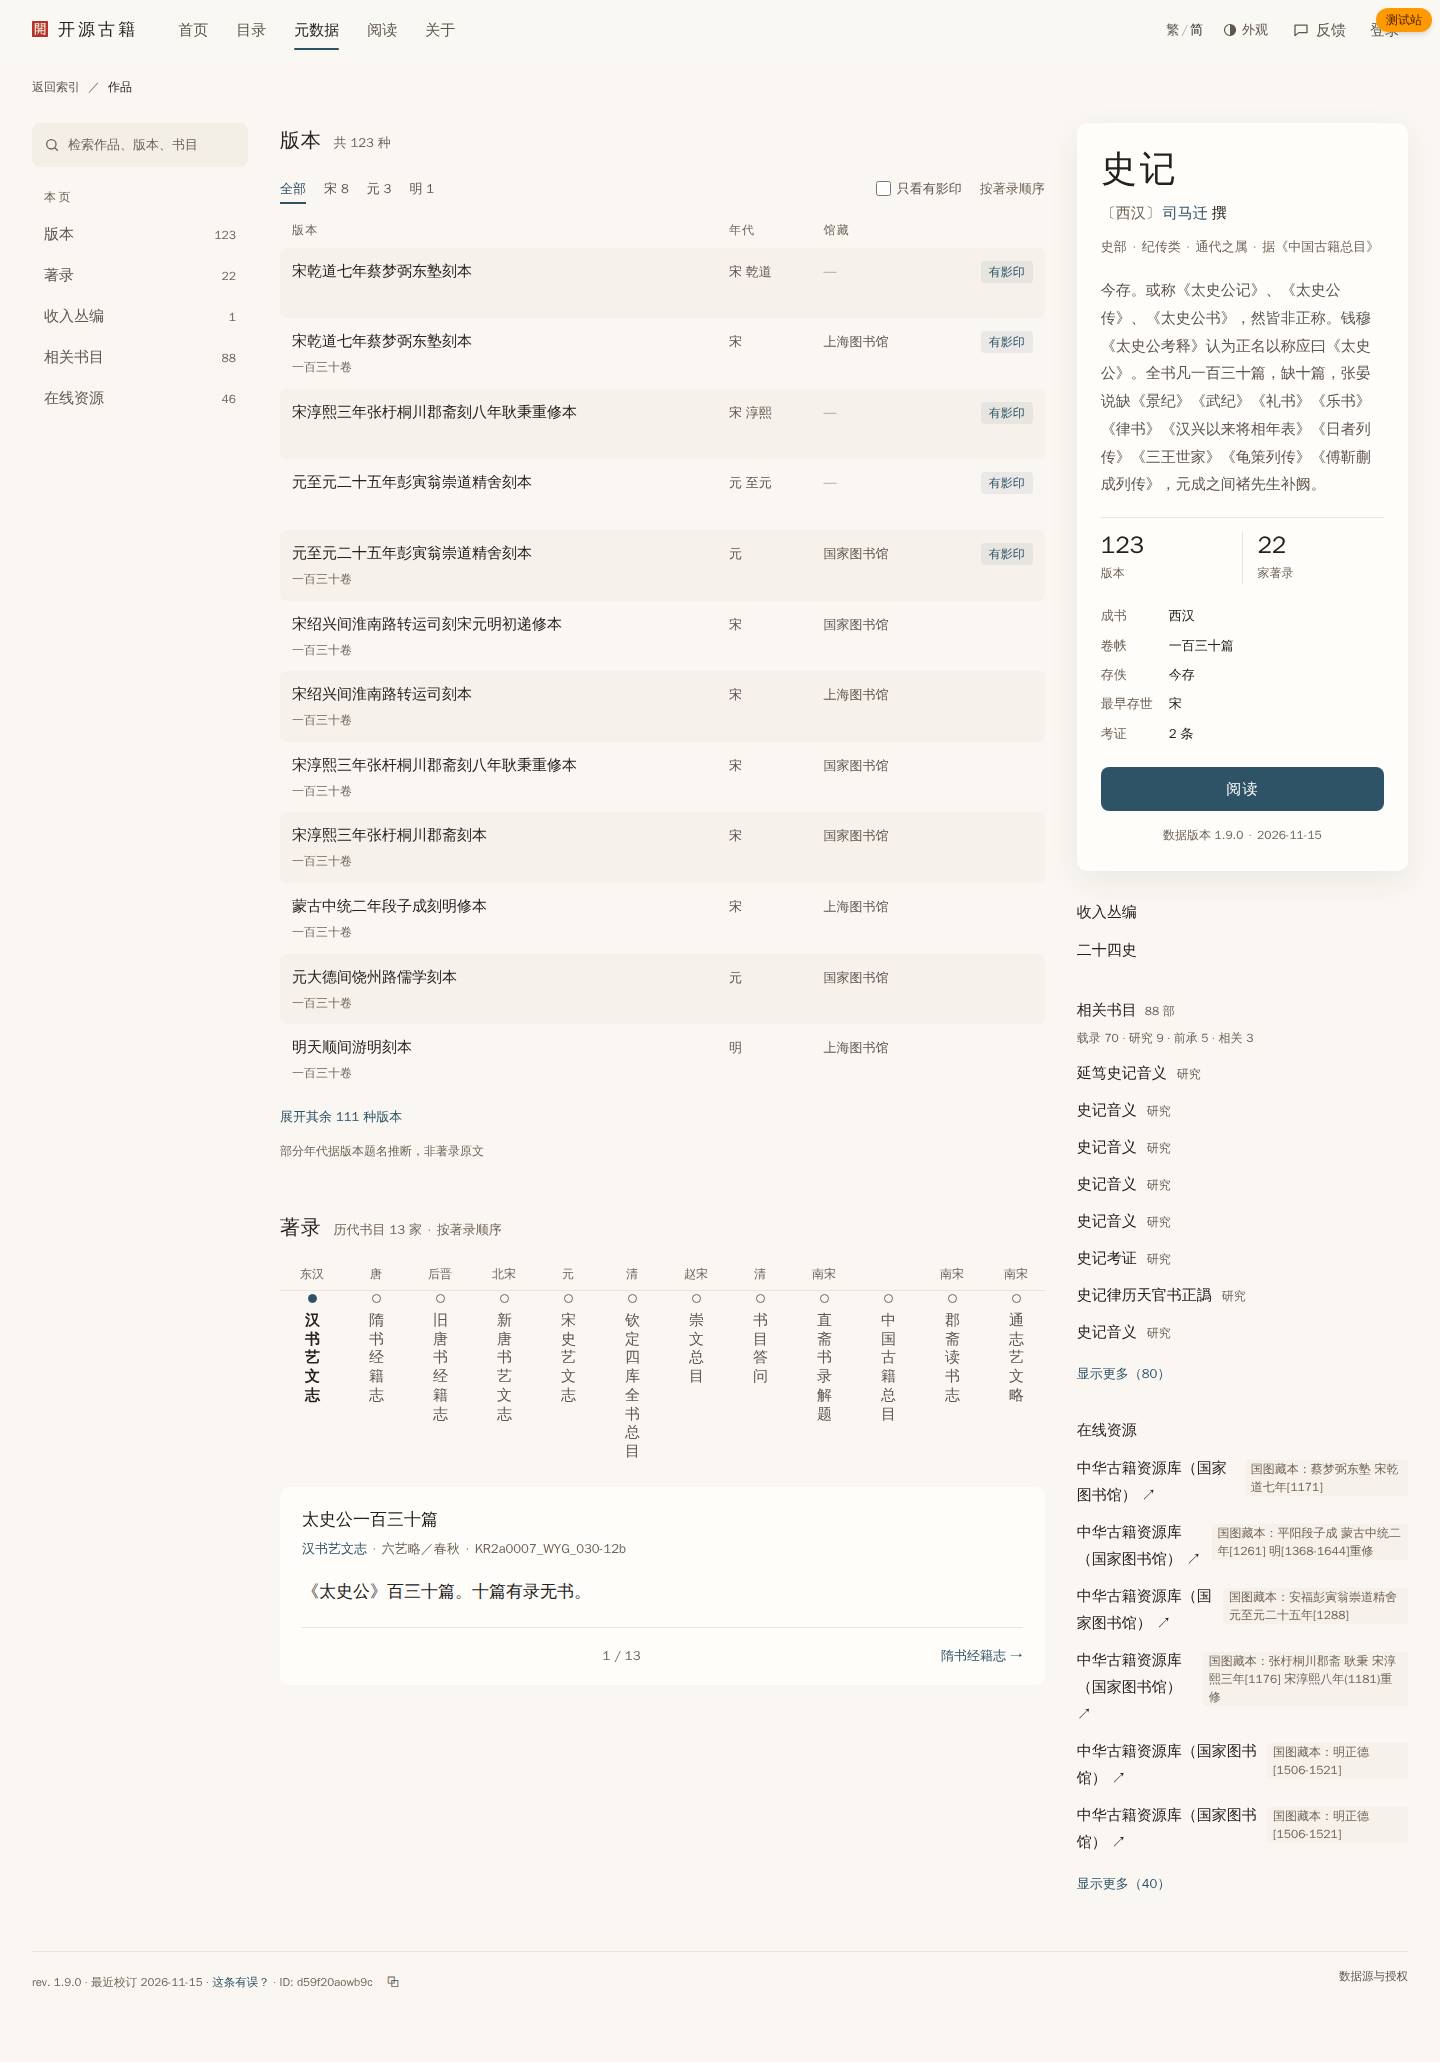 開 开源古籍 首页 目录 元数据 阅读 关于 繁 / 简 外观 反馈 测试站
返回索引 ／ 作品
检索作品、版本、书目
本页
版本 123
著录 22
收入丛编 1
相关书目 88
在线资源 46
版本 共 123 种
全部 宋 8 元 3 明 1 只看有影印 按著录顺序
版本 年代 馆藏
宋乾道七年蔡梦弼东塾刻本 宋 乾道 — 有影印
宋乾道七年蔡梦弼东塾刻本 宋 上海图书馆 有影印
一百三十卷
宋淳熙三年张杅桐川郡斋刻八年耿秉重修本 宋 淳熙 — 有影印
元至元二十五年彭寅翁崇道精舍刻本 元 至元 — 有影印
元至元二十五年彭寅翁崇道精舍刻本 元 国家图书馆 有影印
一百三十卷
宋绍兴间淮南路转运司刻宋元明初递修本 宋 国家图书馆
一百三十卷
宋绍兴间淮南路转运司刻本 宋 上海图书馆
一百三十卷
宋淳熙三年张杅桐川郡斋刻八年耿秉重修本 宋 国家图书馆
一百三十卷
宋淳熙三年张杅桐川郡斋刻本 宋 国家图书馆
一百三十卷
蒙古中统二年段子成刻明修本 宋 上海图书馆
一百三十卷
元大德间饶州路儒学刻本 元 国家图书馆
一百三十卷
明天顺间游明刻本 明 上海图书馆
一百三十卷
展开其余 111 种版本
部分年代据版本题名推断，非著录原文
著录 历代书目 13 家 · 按著录顺序
东汉 唐 后晋 北宋 元 清 赵宋 清 南宋 南宋 南宋
汉书艺文志
隋书经籍志
旧唐书经籍志
新唐书艺文志
宋史艺文志
钦定四库全书总目
崇文总目
书目答问
直斋书录解题
中国古籍总目
郡斋读书志
通志艺文略
太史公一百三十篇
汉书艺文志 · 六艺略／春秋 · KR2a0007_WYG_030-12b
《太史公》百三十篇。十篇有录无书。
1 / 13 隋书经籍志 →
史记
〔西汉〕司马迁 撰
史部 · 纪传类 · 通代之属 · 据《中国古籍总目》
今存。或称《太史公记》、《太史公
传》、《太史公书》，然皆非正称。钱穆
《太史公考释》认为正名以称应曰《太史
公》。全书凡一百三十篇，缺十篇，张晏
说缺《景纪》《武纪》《礼书》《乐书》
《律书》《汉兴以来将相年表》《日者列
传》《三王世家》《龟策列传》《傅靳蒯
成列传》，元成之间褚先生补阙。
123 22
版本 家著录
成书 西汉
卷帙 一百三十篇
存佚 今存
最早存世 宋
考证 2 条
阅读
数据版本 1.9.0 · 2026-11-15
收入丛编
二十四史
相关书目 88 部
载录 70 · 研究 9 · 前承 5 · 相关 3
延笃史记音义 研究
史记音义 研究
史记音义 研究
史记音义 研究
史记音义 研究
史记考证 研究
史记律历天官书正譌 研究
史记音义 研究
显示更多（80）
在线资源
中华古籍资源库（国家
图书馆） ↗
国图藏本：蔡梦弼东塾 宋乾
道七年[1171]
中华古籍资源库
（国家图书馆） ↗
国图藏本：平阳段子成 蒙古中统二
年[1261] 明[1368-1644]重修
中华古籍资源库（国
家图书馆） ↗
国图藏本：安福彭寅翁崇道精舍
元至元二十五年[1288]
中华古籍资源库
（国家图书馆）
↗
国图藏本：张杅桐川郡斋 耿秉 宋淳
熙三年[1176] 宋淳熙八年(1181)重
修
中华古籍资源库（国家图书
馆） ↗
国图藏本：明正德
[1506-1521]
中华古籍资源库（国家图书
馆） ↗
国图藏本：明正德
[1506-1521]
显示更多（40）
rev. 1.9.0 · 最近校订 2026-11-15 · 这条有误？ · ID: d59f20aowb9c
数据源与授权